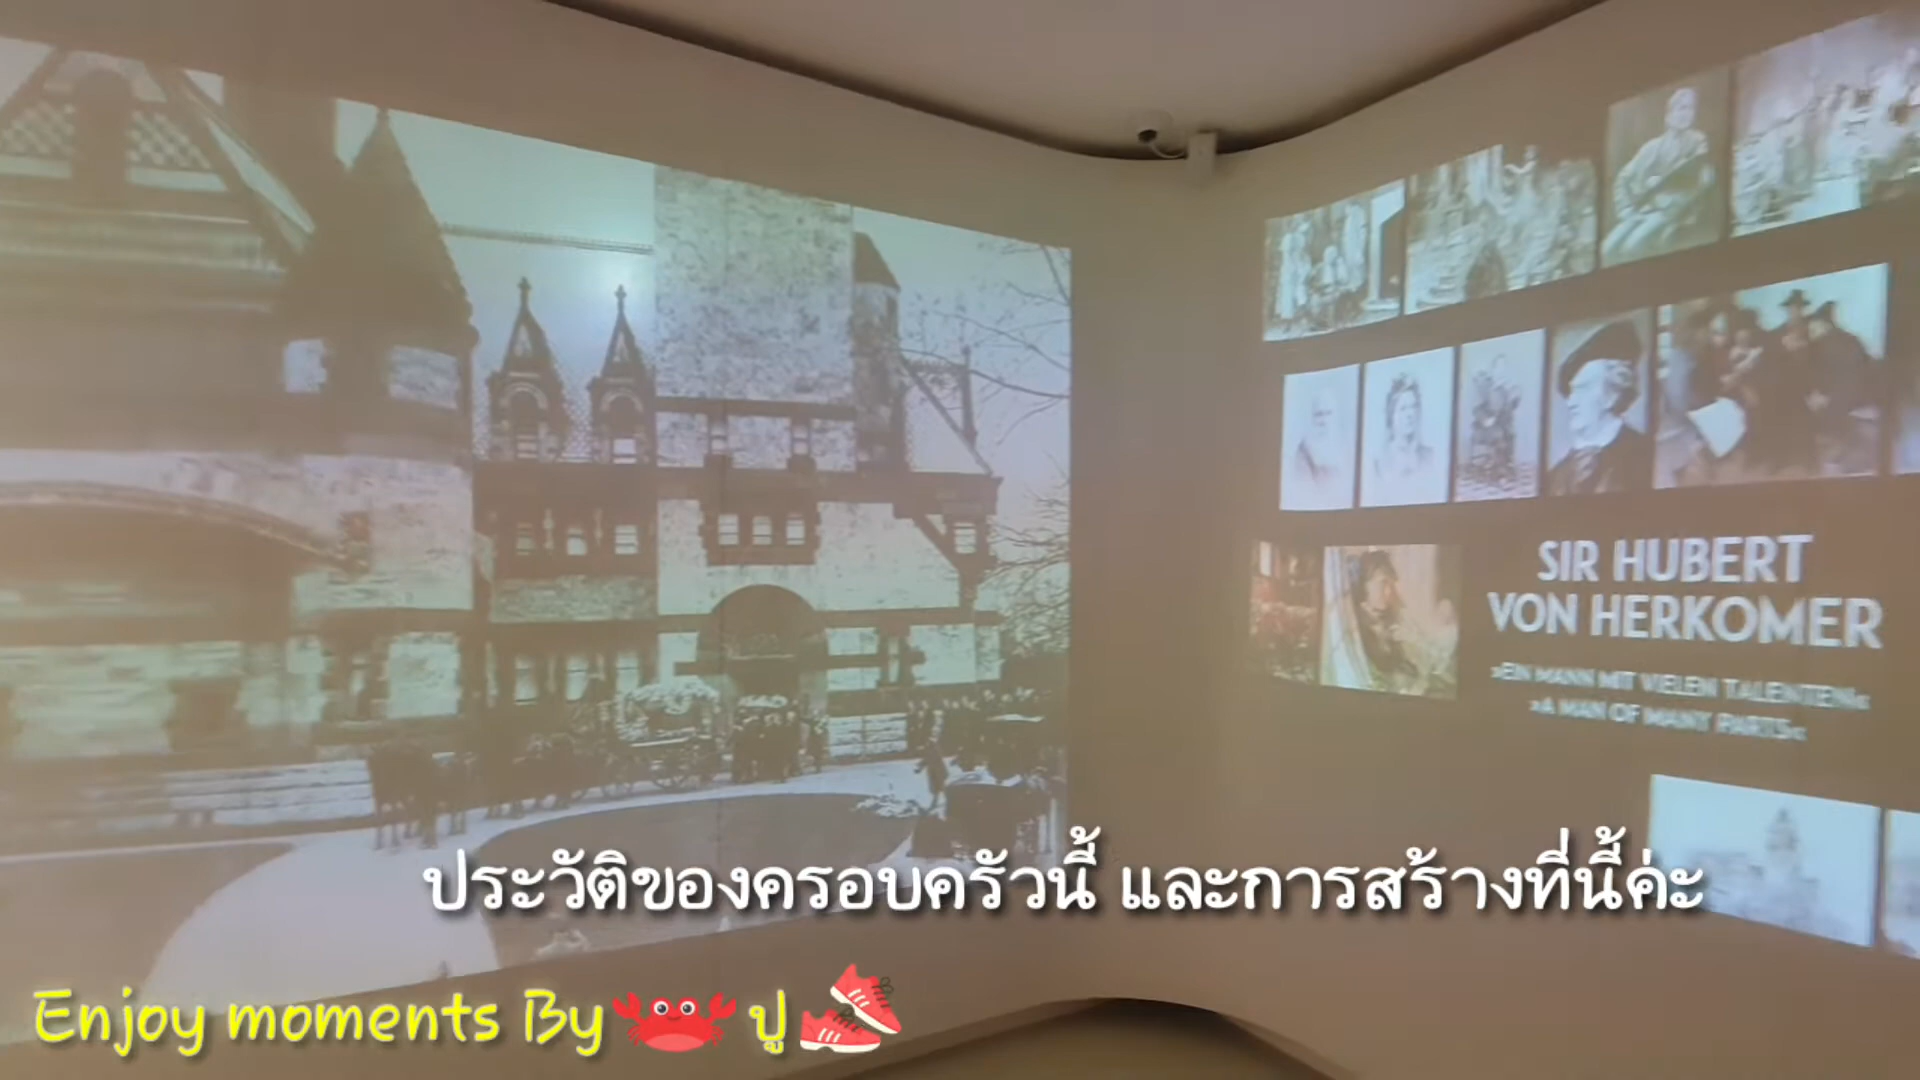 SIR HUBERT
VON HERKOMER
»EIN MANN MIT VIELEN TALENTEN«
»A MAN OF MANY PARTS«
ประวัติของครอบครัวนี้ และการสร้างที่นี้ค่ะ
Enjoy moments By ปู